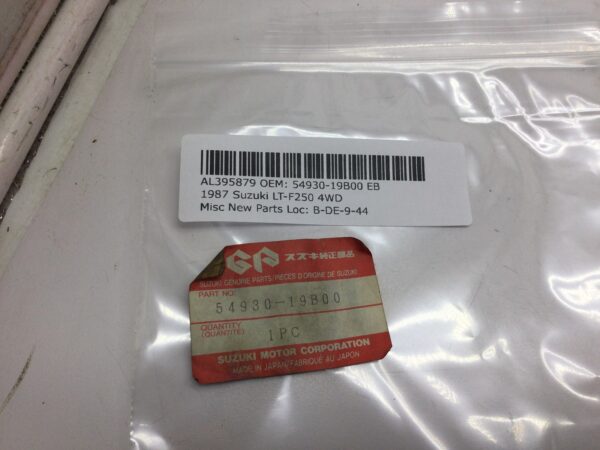 AL395879 OEM: 54930-19B00 EB
1987 Suzuki LT-F250 4WD
Misc New Parts Loc: B-DE-9-44
GP スズキ純正部品
SUZUKI GENUINE PARTS/PIECES D'ORIGINE DE SUZUKI
PART NO.
54930-19B00
QUANTITY
(QUANTITE)
1PC
SUZUKI MOTOR CORPORATION
MADE IN JAPAN/FABRIQUE AU JAPON